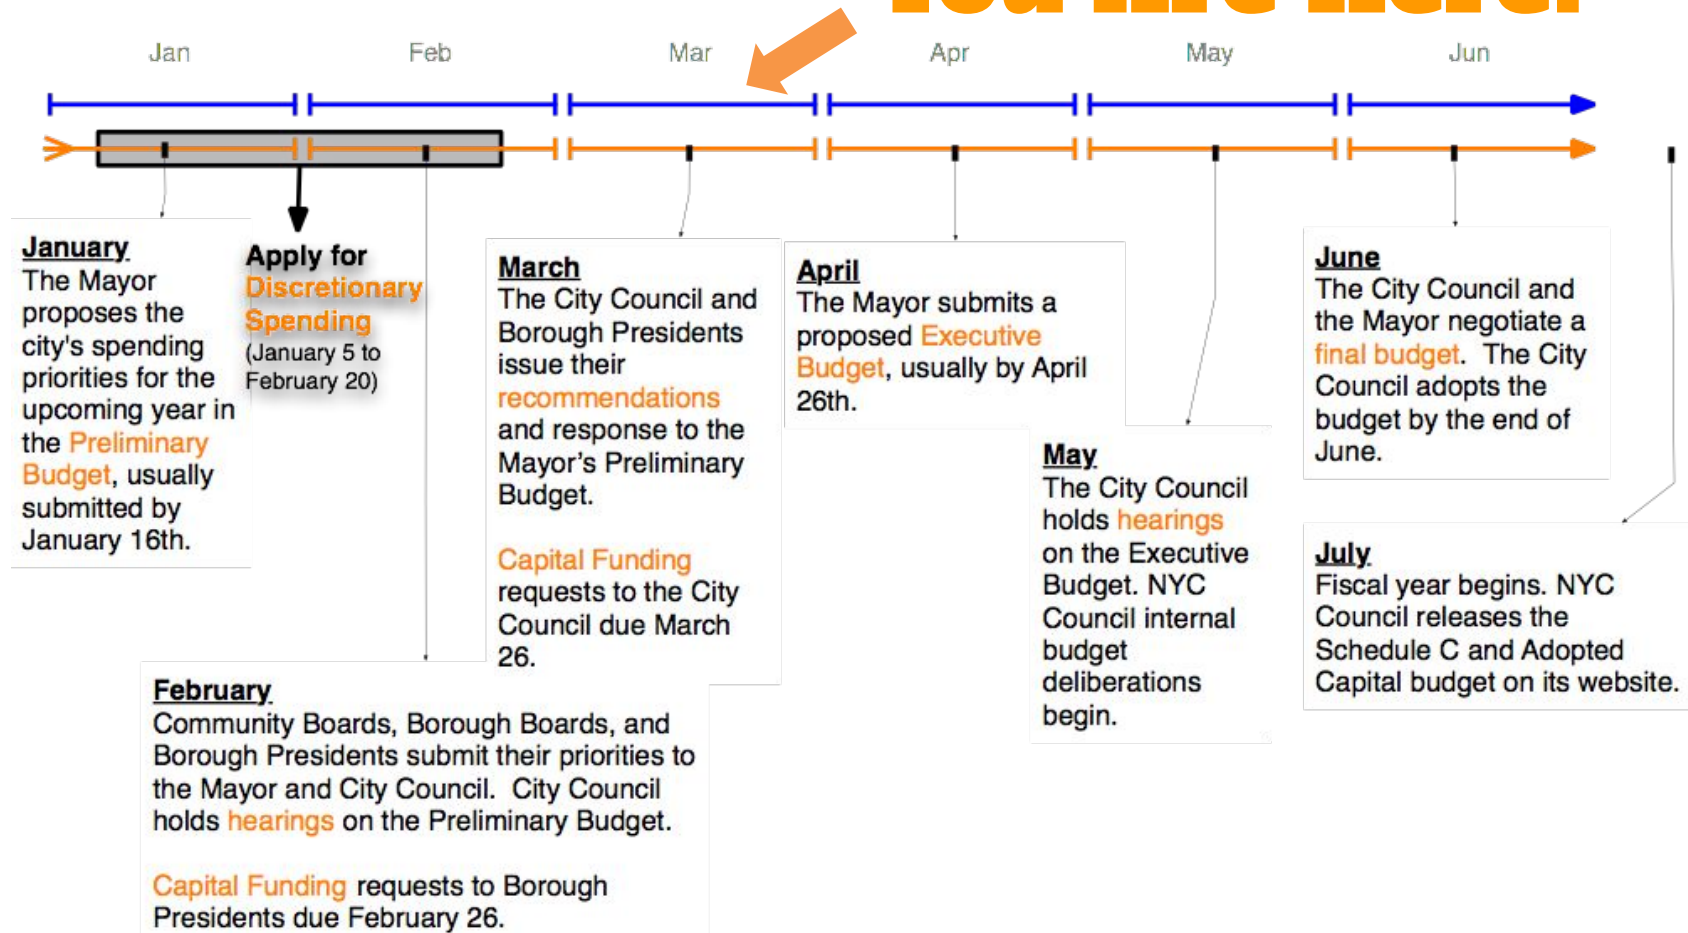 You Are Here!
Jan Feb Mar Apr May Jun
January
The Mayor
proposes the
city's spending
priorities for the
upcoming year in
the Preliminary
Budget, usually
submitted by
January 16th.
Apply for
Discretionary
Spending
(January 5 to
February 20)
February
Community Boards, Borough Boards, and
Borough Presidents submit their priorities to
the Mayor and City Council.  City Council
holds hearings on the Preliminary Budget.
Capital Funding requests to Borough
Presidents due February 26.
March
The City Council and
Borough Presidents
issue their
recommendations
and response to the
Mayor’s Preliminary
Budget.
Capital Funding
requests to the City
Council due March
26.
April
The Mayor submits a
proposed Executive
Budget, usually by April
26th.
May
The City Council
holds hearings
on the Executive
Budget. NYC
Council internal
budget
deliberations
begin.
June
The City Council and
the Mayor negotiate a
final budget.  The City
Council adopts the
budget by the end of
June.
July
Fiscal year begins. NYC
Council releases the
Schedule C and Adopted
Capital budget on its website.